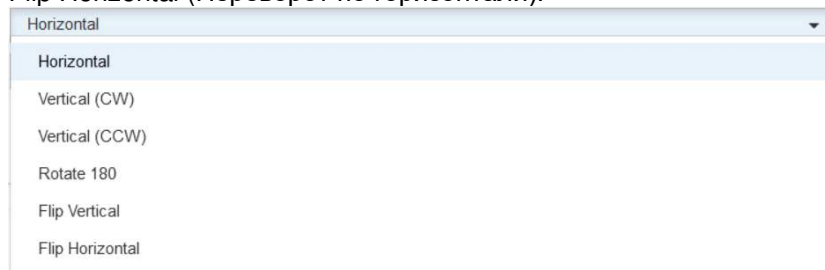 Flip Horizontal (Переворот по горизонтали).
Horizontal
Horizontal
Vertical (CW)
Vertical (CCW)
Rotate 180
Flip Vertical
Flip Horizontal